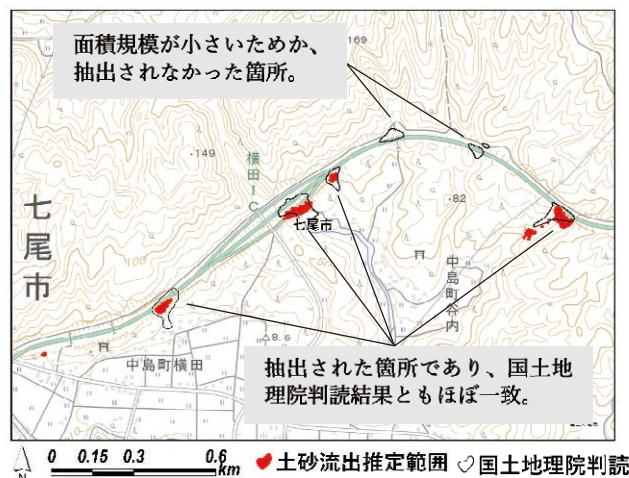 面積規模が小さいためか、
抽出されなかった箇所。
169
・149
横田IC
七尾市
・82
七尾市
中島町谷内
△8.6
中島町横田
抽出された箇所であり、国土地
理院判読結果ともほぼ一致。
N
0 0.15 0.3 0.6
km
土砂流出推定範囲 国土地理院判読